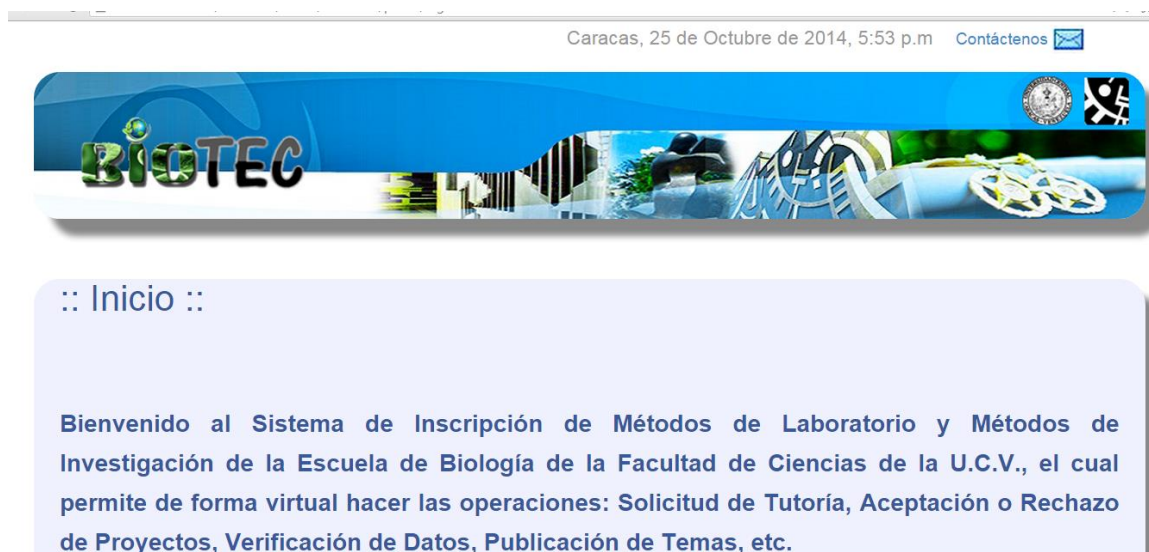 Caracas, 25 de Octubre de 2014, 5:53 p.m Contáctenos
BioTEC
:: Inicio ::
Bienvenido al Sistema de Inscripción de Métodos de Laboratorio y Métodos de
Investigación de la Escuela de Biología de la Facultad de Ciencias de la U.C.V., el cual
permite de forma virtual hacer las operaciones: Solicitud de Tutoría, Aceptación o Rechazo
de Proyectos, Verificación de Datos, Publicación de Temas, etc.